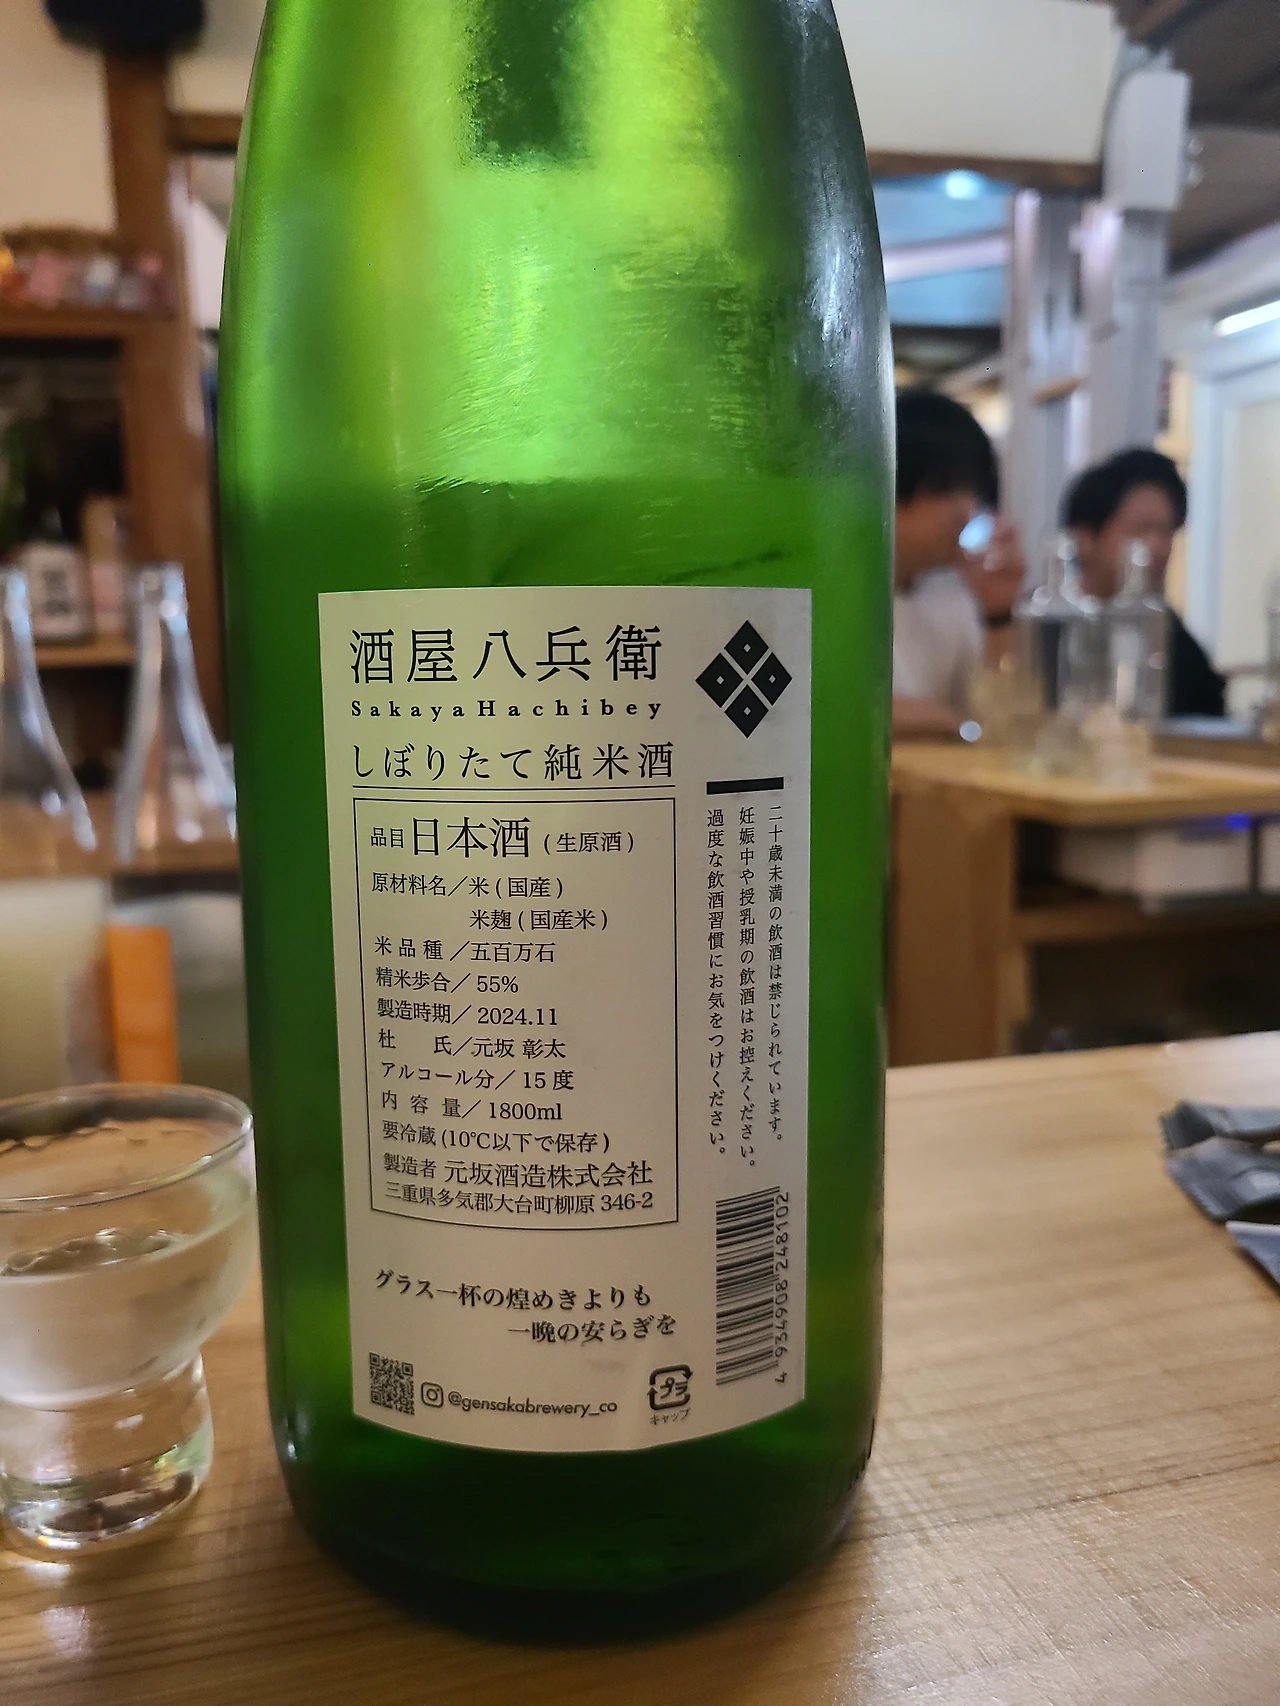 酒屋八兵衛
SakayaHachibey
しぼりたて純米酒
品目日本酒(生原酒)
原材料名／米(国産)
米麹(国産米)
米品種／五百万石
精米歩合／55%
製造時期／2024.11
杜氏／元坂 彰太
アルコール分／15度
内容量／1800ml
要冷蔵(10℃以下で保存)
製造者 元坂酒造株式会社
三重県多気郡大台町柳原346-2
グラス一杯の煌めきよりも
一晩の安らぎを
@gensakabrewery_co
プラ
キャップ
二十歳未満の飲酒は禁じられています。
妊娠中や授乳期の飲酒はお控えください。
過度な飲酒習慣にお気をつけください。
4934908248102